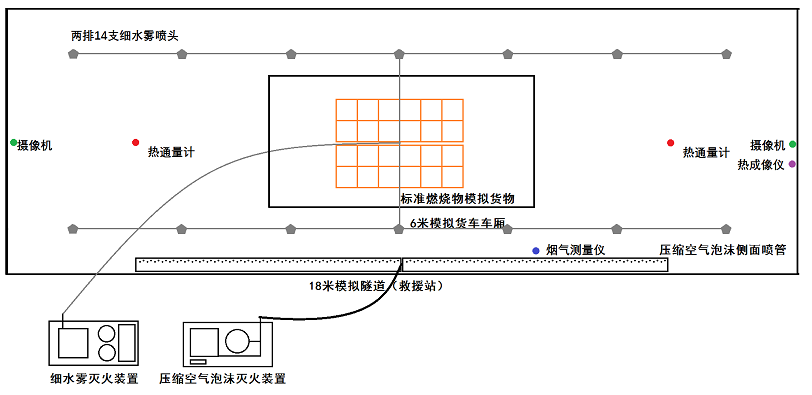 两排14支细水雾喷头
摄像机
热通量计
热通量计
摄像机
热成像仪
标准燃烧物模拟货物
6米模拟货车车厢
烟气测量仪
压缩空气泡沫侧面喷管
18米模拟隧道（救援站）
细水雾灭火装置
压缩空气泡沫灭火装置